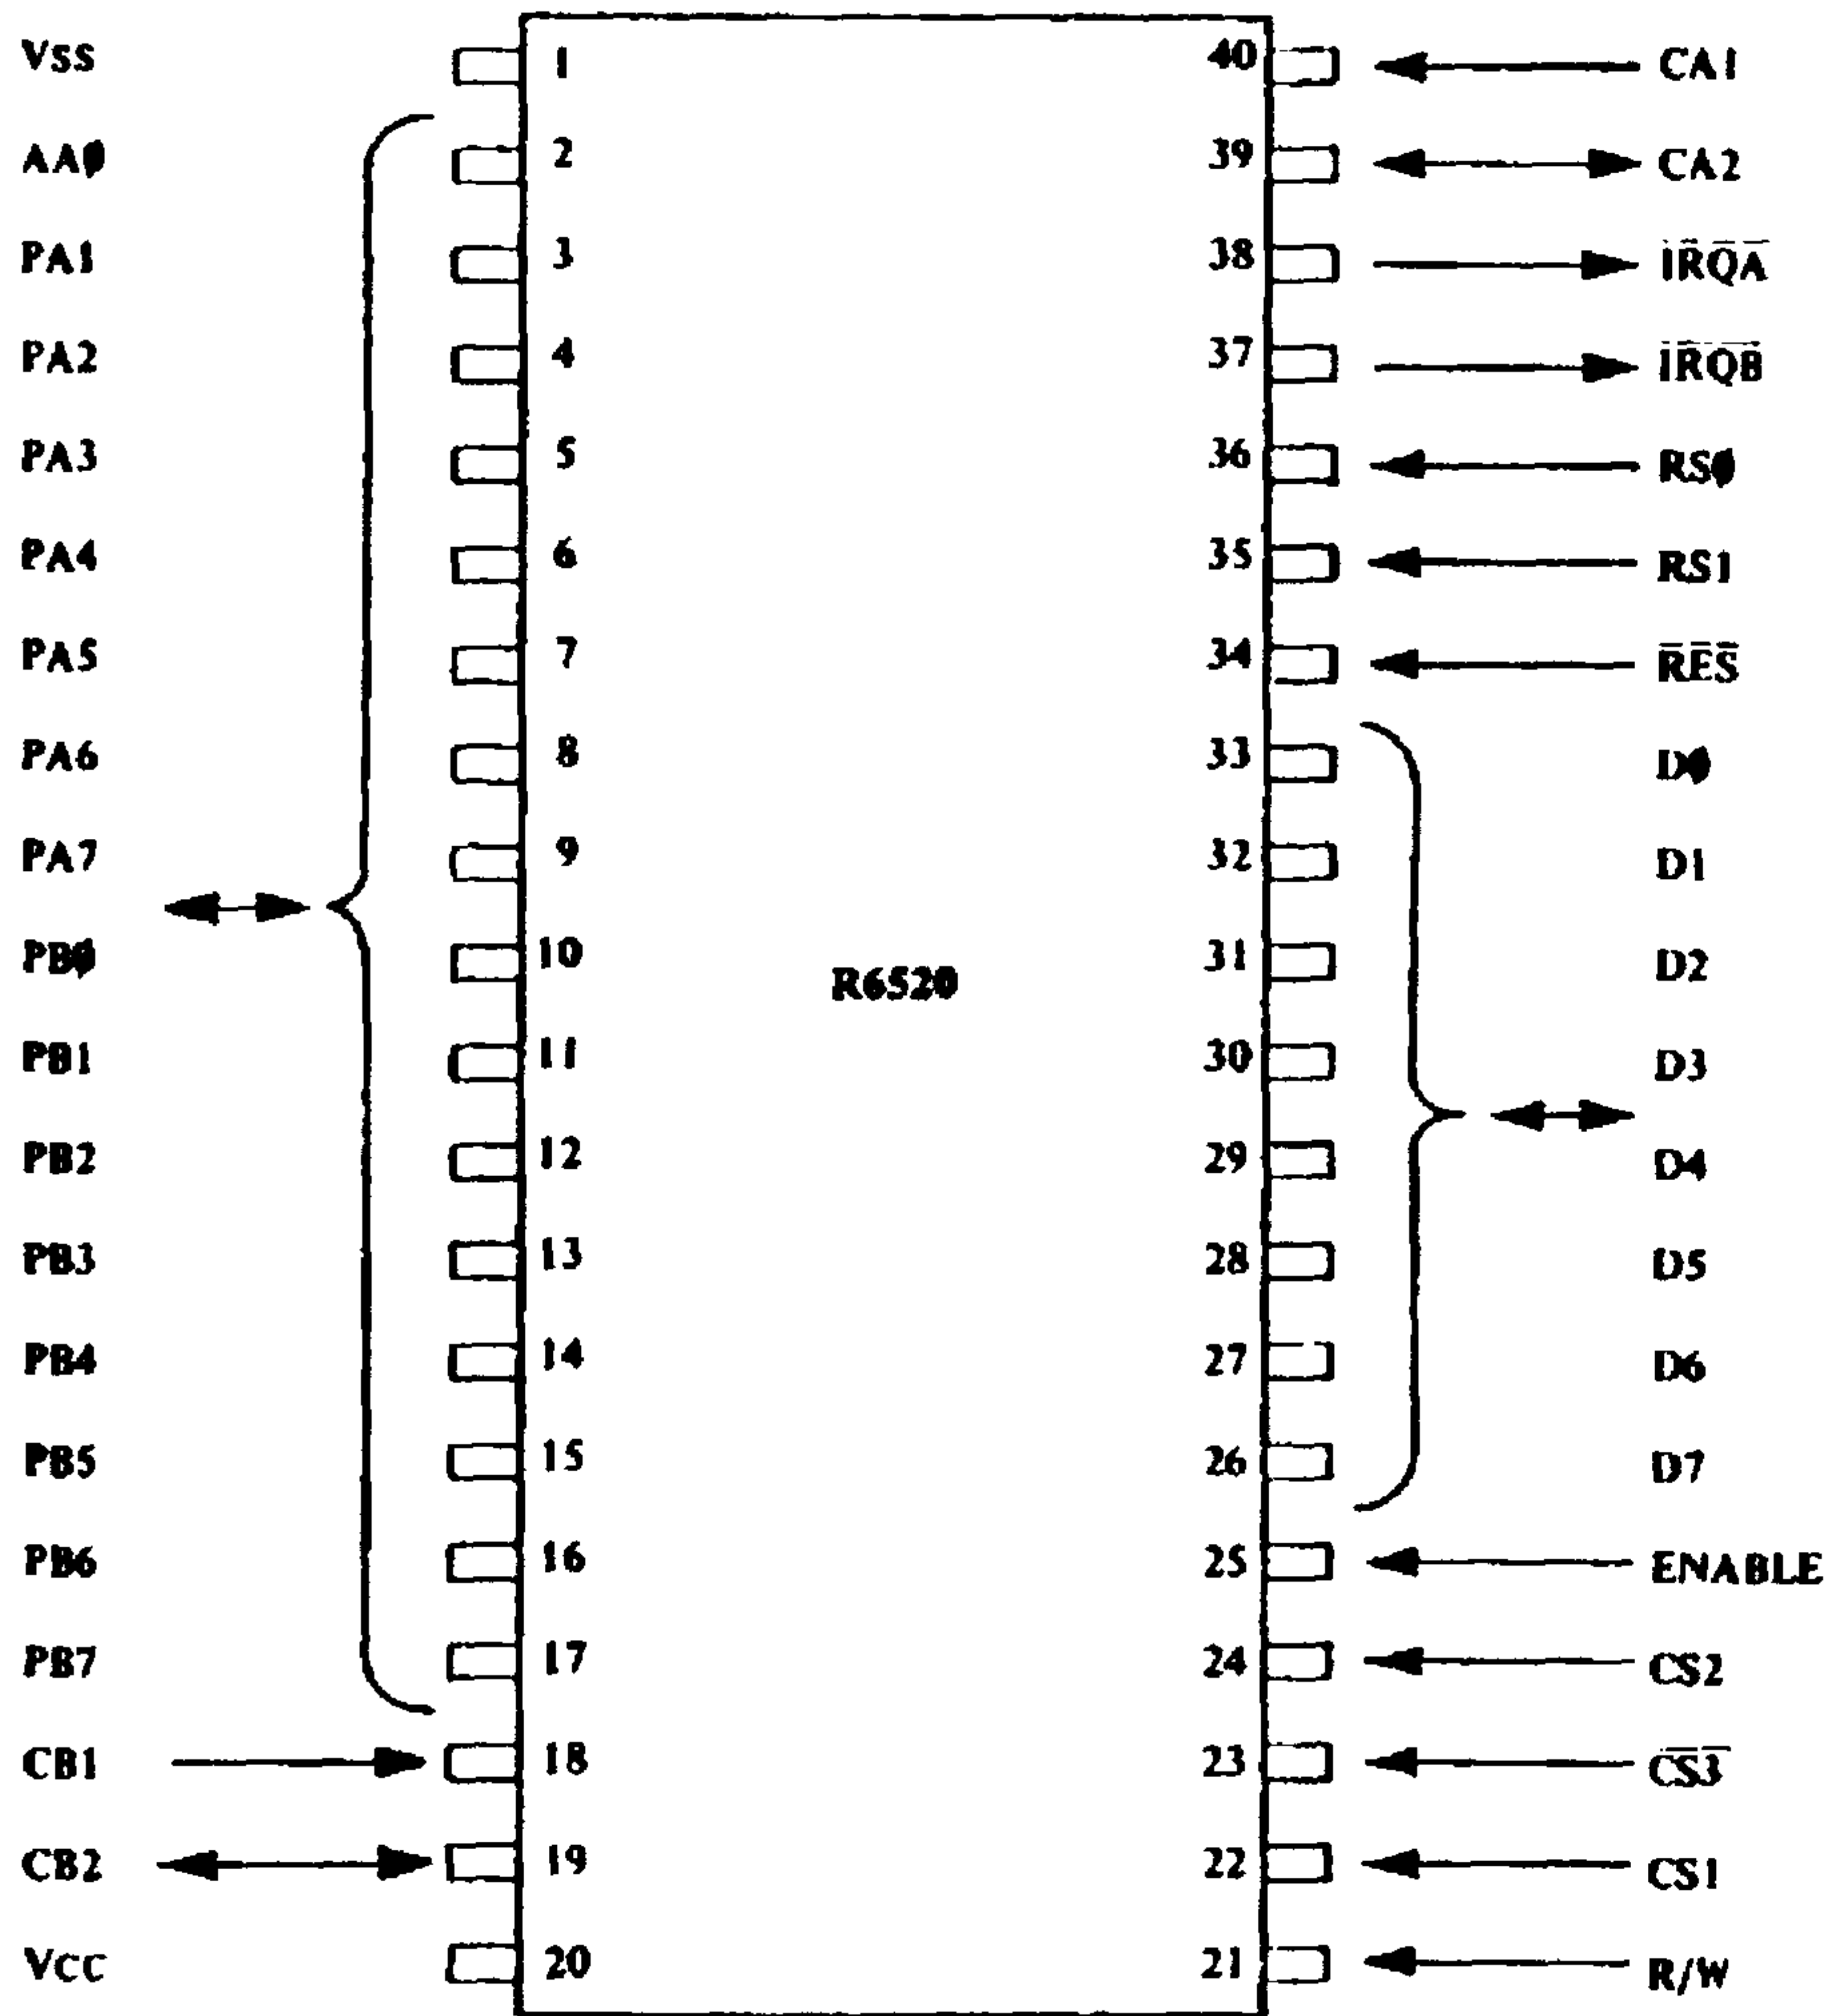 Vss 1 40 CA1
AA0 2 39 CA2
PA1 3 38 IRQA
PA2 4 37 IRQB
PA3 5 36 RS0
PA4 6 35 RS1
PA5 7 34 RES
PA6 8 33 D0
PA7 9 32 D1
PB0 10 31 D2
R6520
PB1 11 30 D3
PB2 12 29 D4
PB3 13 28 D5
PB4 14 27 D6
PB5 15 26 D7
PB6 16 25 ENABLE
PB7 17 24 CS2
CB1 18 23 CS3
CB2 19 22 CS1
Vcc 20 21 R/W